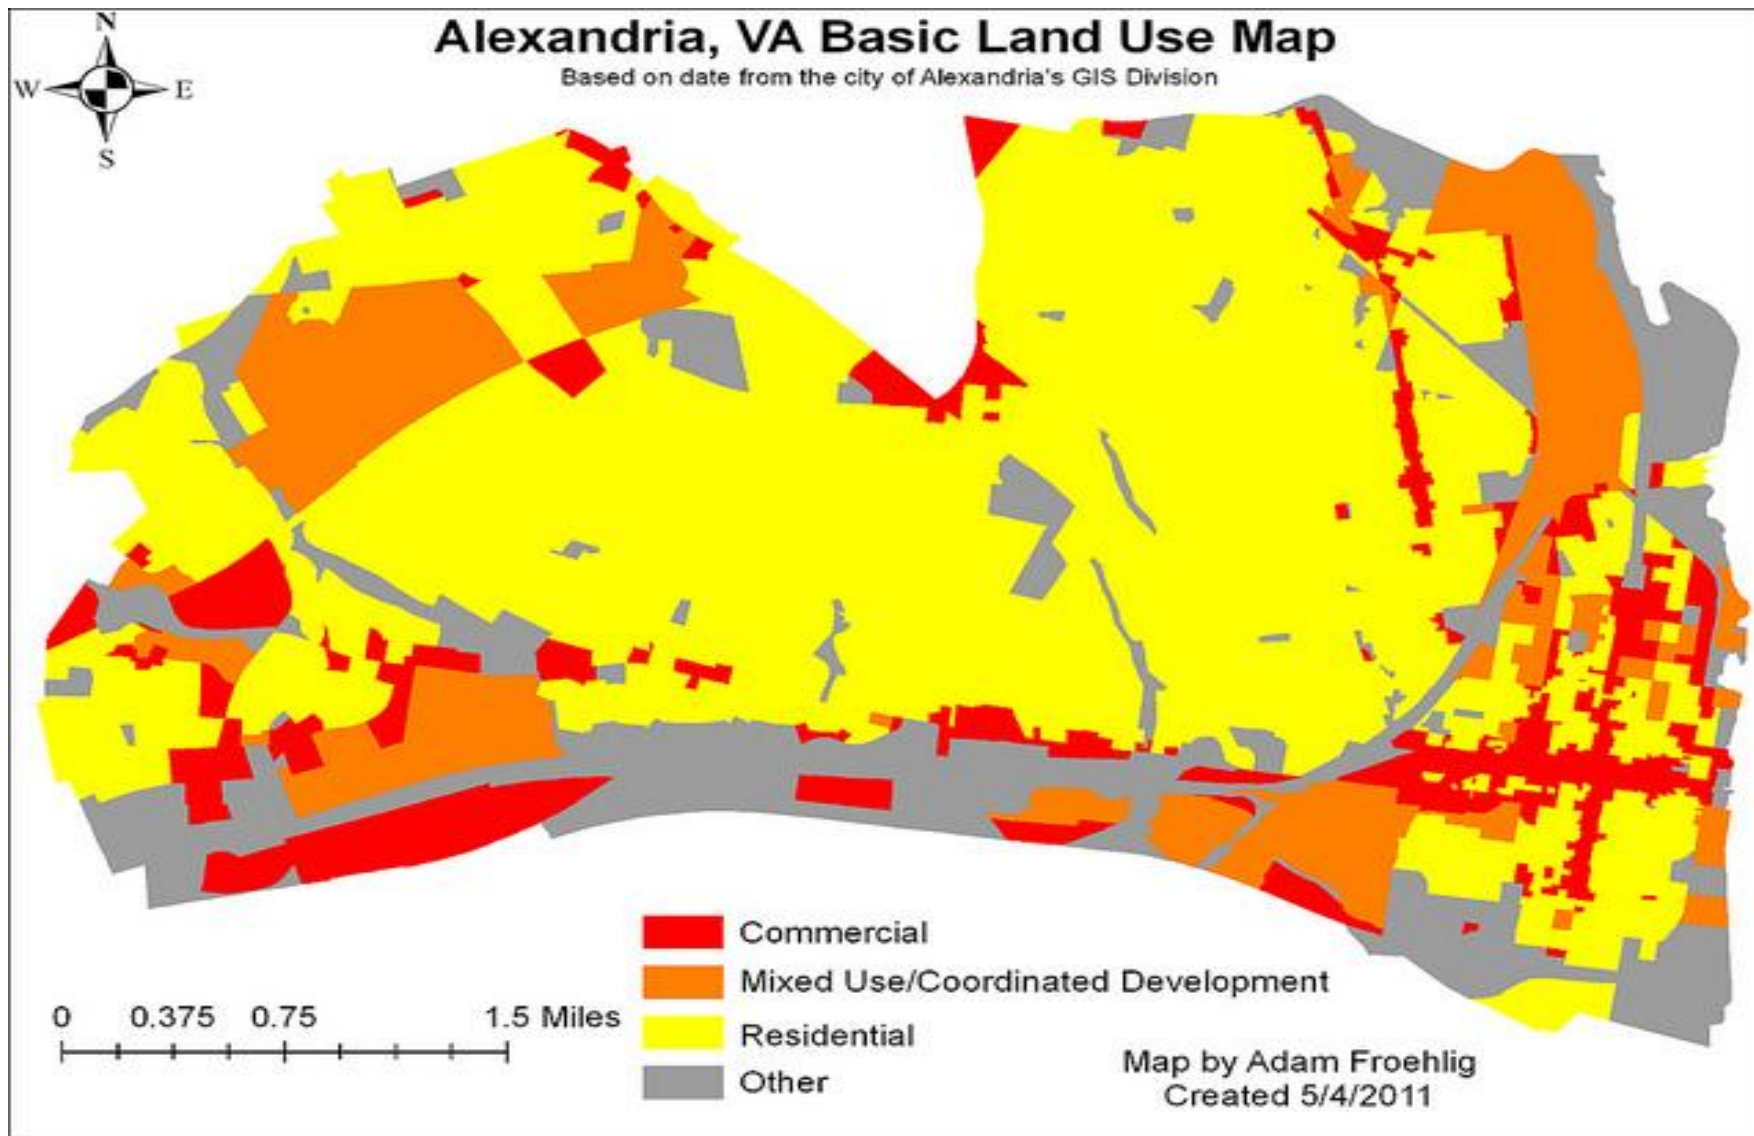 Alexandria, VA Basic Land Use Map
Based on date from the city of Alexandria's GIS Division
N
W E
S
Commercial
Mixed Use/Coordinated Development
Residential
Other
0 0.375 0.75 1.5 Miles
Map by Adam Froehlig
Created 5/4/2011